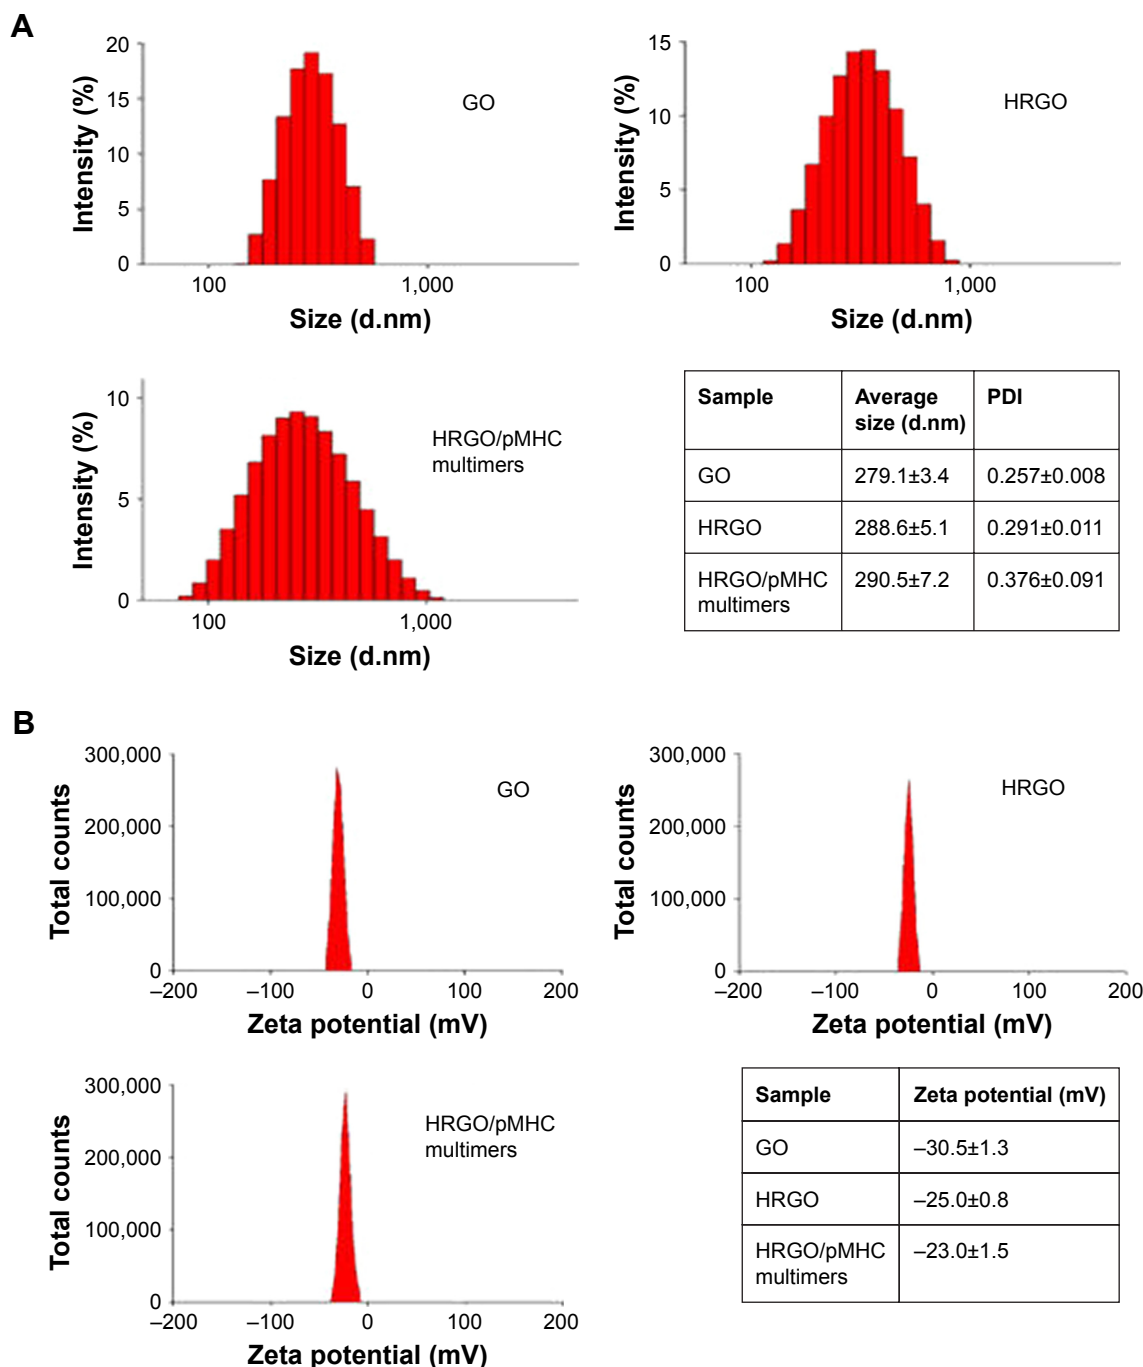 A
20
15
10
5
0
Intensity (%)
GO
100
1,000
Size (d.nm)
15
10
5
0
Intensity (%)
HRGO
100
1,000
Size (d.nm)
10
5
0
Intensity (%)
HRGO/pMHC
multimers
100
1,000
Size (d.nm)
Sample Average size (d.nm) PDI
GO 279.1±3.4 0.257±0.008
HRGO 288.6±5.1 0.291±0.011
HRGO/pMHC multimers 290.5±7.2 0.376±0.091
B
300,000
200,000
100,000
0
Total counts
GO
–200 –100 0 100 200
Zeta potential (mV)
300,000
200,000
100,000
0
Total counts
HRGO
–200 –100 0 100 200
Zeta potential (mV)
300,000
200,000
100,000
0
Total counts
HRGO/pMHC
multimers
–200 –100 0 100 200
Zeta potential (mV)
Sample Zeta potential (mV)
GO –30.5±1.3
HRGO –25.0±0.8
HRGO/pMHC multimers –23.0±1.5